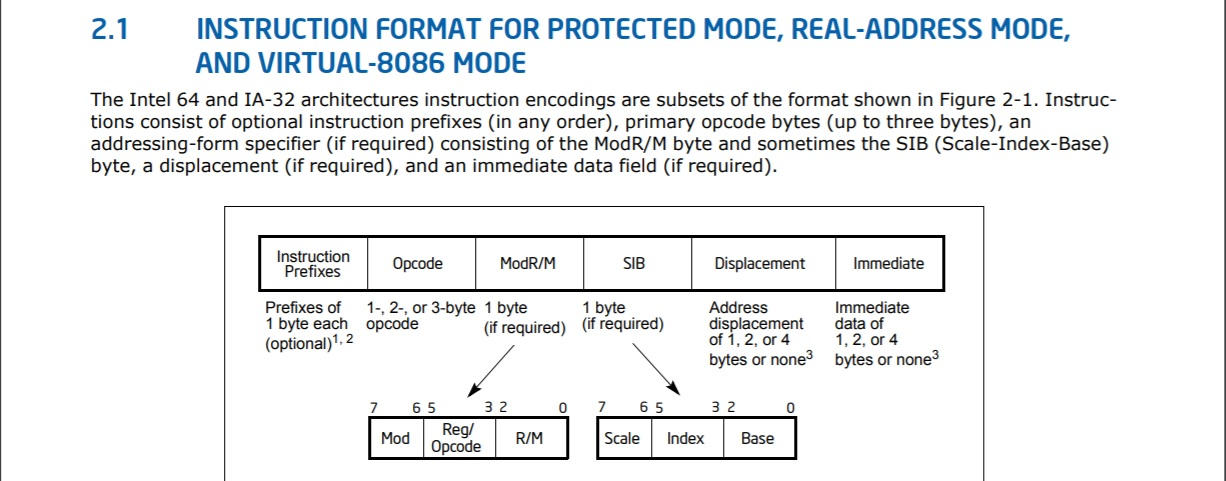 2.1 INSTRUCTION FORMAT FOR PROTECTED MODE, REAL-ADDRESS MODE,
AND VIRTUAL-8086 MODE
The Intel 64 and IA-32 architectures instruction encodings are subsets of the format shown in Figure 2-1. Instruc-
tions consist of optional instruction prefixes (in any order), primary opcode bytes (up to three bytes), an
addressing-form specifier (if required) consisting of the ModR/M byte and sometimes the SIB (Scale-Index-Base)
byte, a displacement (if required), and an immediate data field (if required).
Instruction
Prefixes
Opcode
ModR/M
SIB
Displacement
Immediate
Prefixes of
1 byte each
(optional)1, 2
1-, 2-, or 3-byte
opcode
1 byte
(if required)
1 byte
(if required)
Address
displacement
of 1, 2, or 4
bytes or none3
Immediate
data of
1, 2, or 4
bytes or none3
7 6 5 3 2 0
Mod
Reg/
Opcode
R/M
7 6 5 3 2 0
Scale
Index
Base